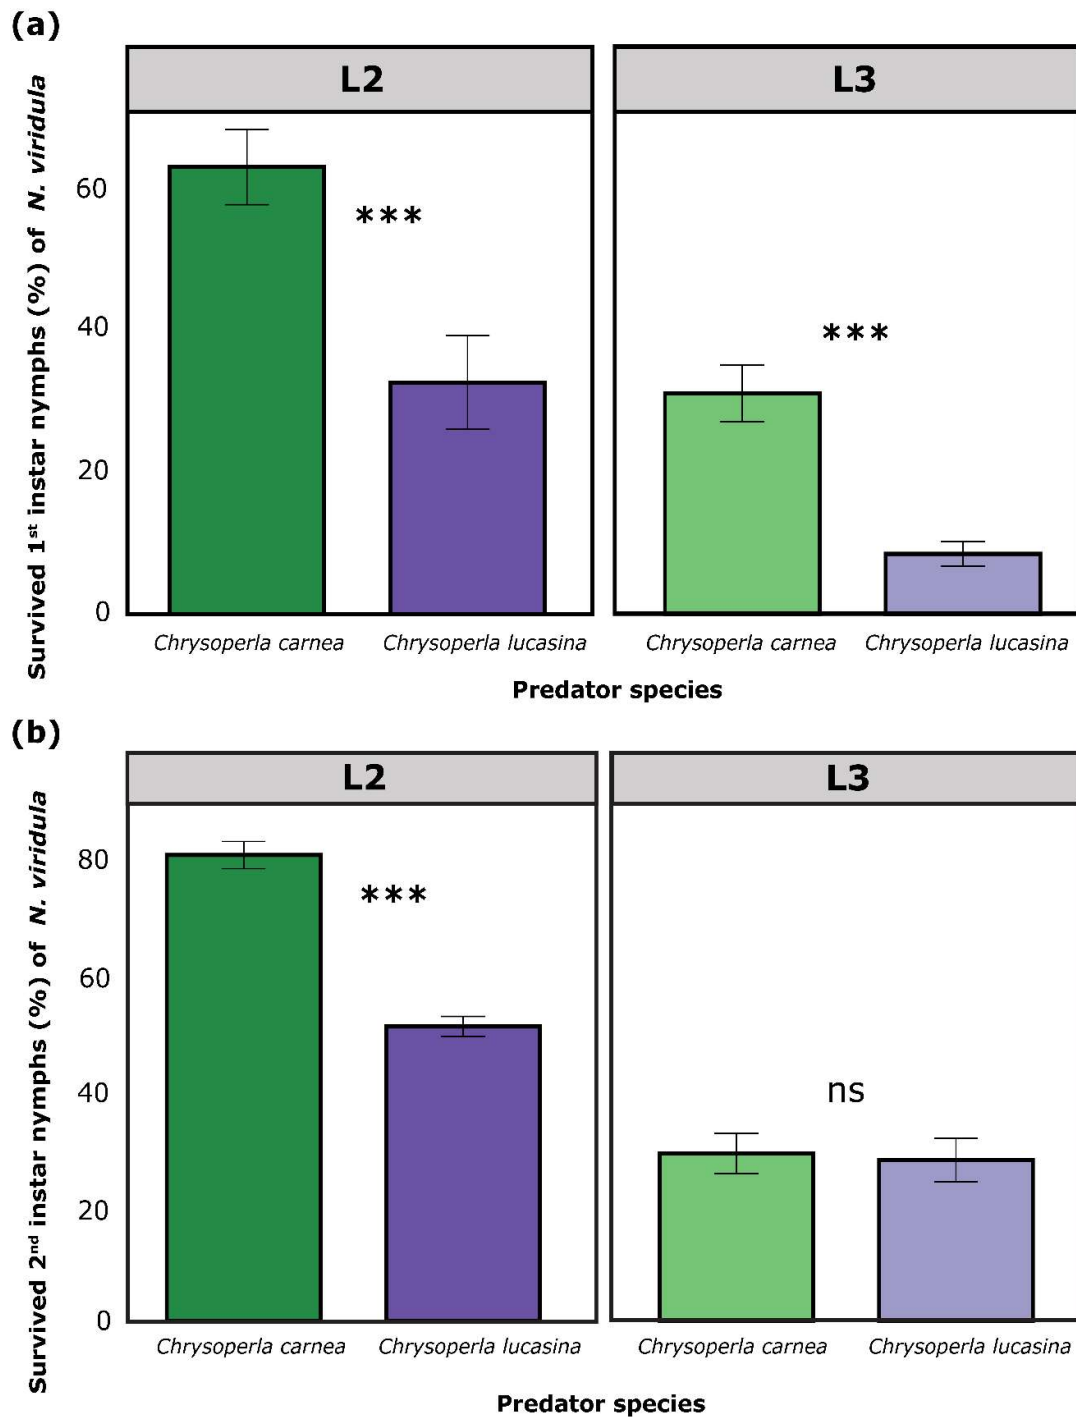 (a)
L2
L3
Survived 1st instar nymphs (%) of N. viridula
60
40
20
0
***
***
Chrysoperla carnea
Chrysoperla lucasina
Chrysoperla carnea
Chrysoperla lucasina
Predator species
(b)
L2
L3
Survived 2nd instar nymphs (%) of N. viridula
80
60
40
20
0
***
ns
Chrysoperla carnea
Chrysoperla lucasina
Chrysoperla carnea
Chrysoperla lucasina
Predator species